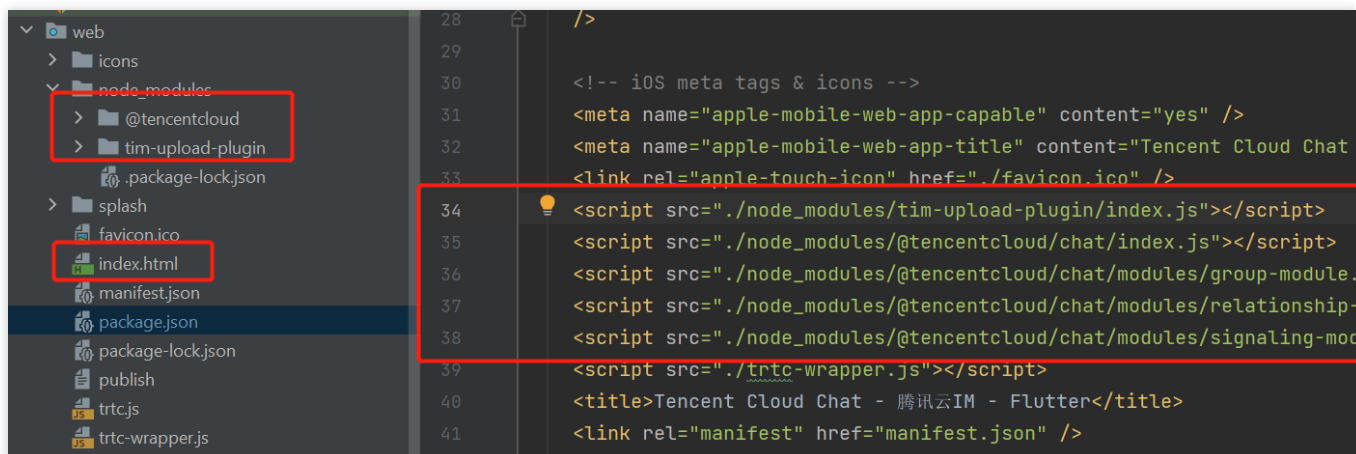 web
icons
node_modules
@tencentcloud
tim-upload-plugin
.package-lock.json
splash
favicon.ico
index.html
manifest.json
package.json
package-lock.json
publish
trtc.js
trtc-wrapper.js
28 />
29
30 <!-- iOS meta tags & icons -->
31 <meta name="apple-mobile-web-app-capable" content="yes" />
32 <meta name="apple-mobile-web-app-title" content="Tencent Cloud Chat
33 <link rel="apple-touch-icon" href="./favicon.ico" />
34 <script src="./node_modules/tim-upload-plugin/index.js"></script>
35 <script src="./node_modules/@tencentcloud/chat/index.js"></script>
36 <script src="./node_modules/@tencentcloud/chat/modules/group-module.
37 <script src="./node_modules/@tencentcloud/chat/modules/relationship-
38 <script src="./node_modules/@tencentcloud/chat/modules/signaling-mod
39 <script src="./trtc-wrapper.js"></script>
40 <title>Tencent Cloud Chat - 腾讯云IM - Flutter</title>
41 <link rel="manifest" href="manifest.json" />